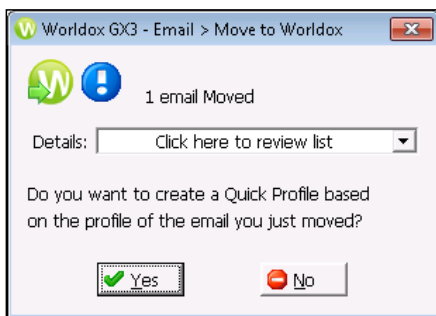 Worldox GX3 - Email > Move to Worldox
1 email Moved
Details: Click here to review list
Do you want to create a Quick Profile based
on the profile of the email you just moved?
Yes No